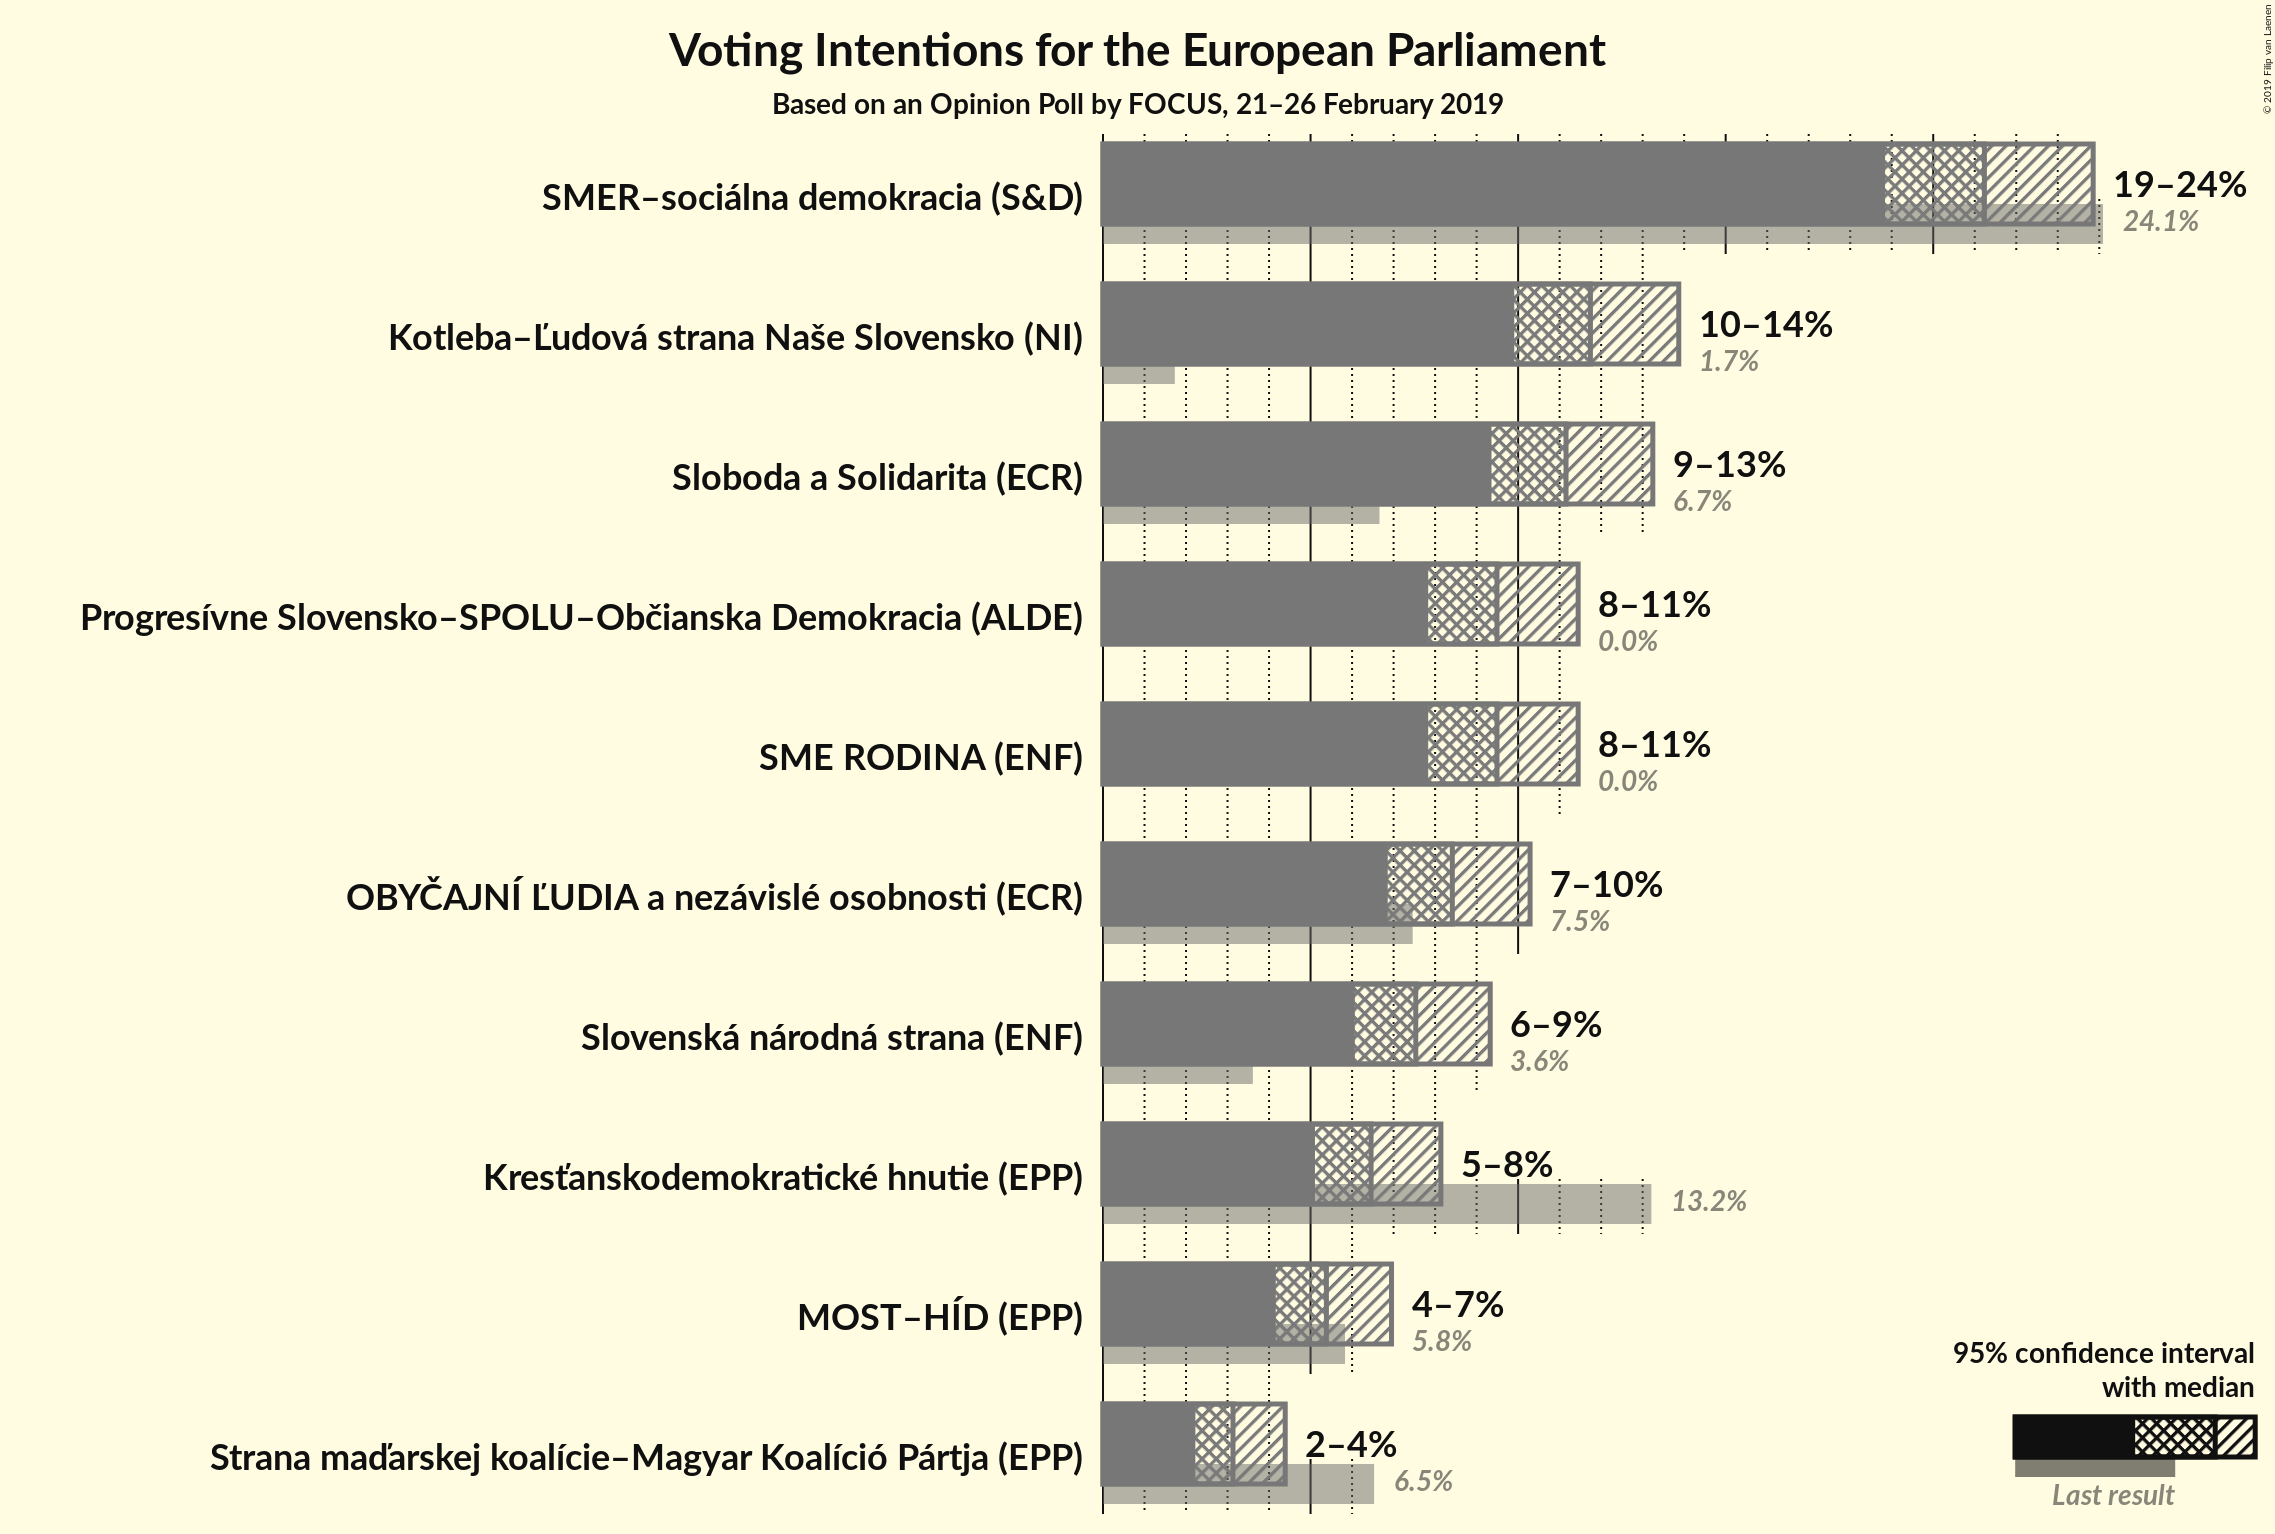 Voting Intentions for the European Parliament
Based on an Opinion Poll by FOCUS, 21–26 February 2019
© 2019 Filip van Laenen
SMER–sociálna demokracia (S&D)
19–24%
24.1%
Kotleba–Ľudová strana Naše Slovensko (NI)
10–14%
1.7%
Sloboda a Solidarita (ECR)
9–13%
6.7%
Progresívne Slovensko–SPOLU–Občianska Demokracia (ALDE)
8–11%
0.0%
SME RODINA (ENF)
8–11%
0.0%
OBYČAJNÍ ĽUDIA a nezávislé osobnosti (ECR)
7–10%
7.5%
Slovenská národná strana (ENF)
6–9%
3.6%
Kresťanskodemokratické hnutie (EPP)
5–8%
13.2%
MOST–HÍD (EPP)
4–7%
5.8%
Strana maďarskej koalície–Magyar Koalíció Pártja (EPP)
2–4%
6.5%
95% confidence interval
with median
Last result